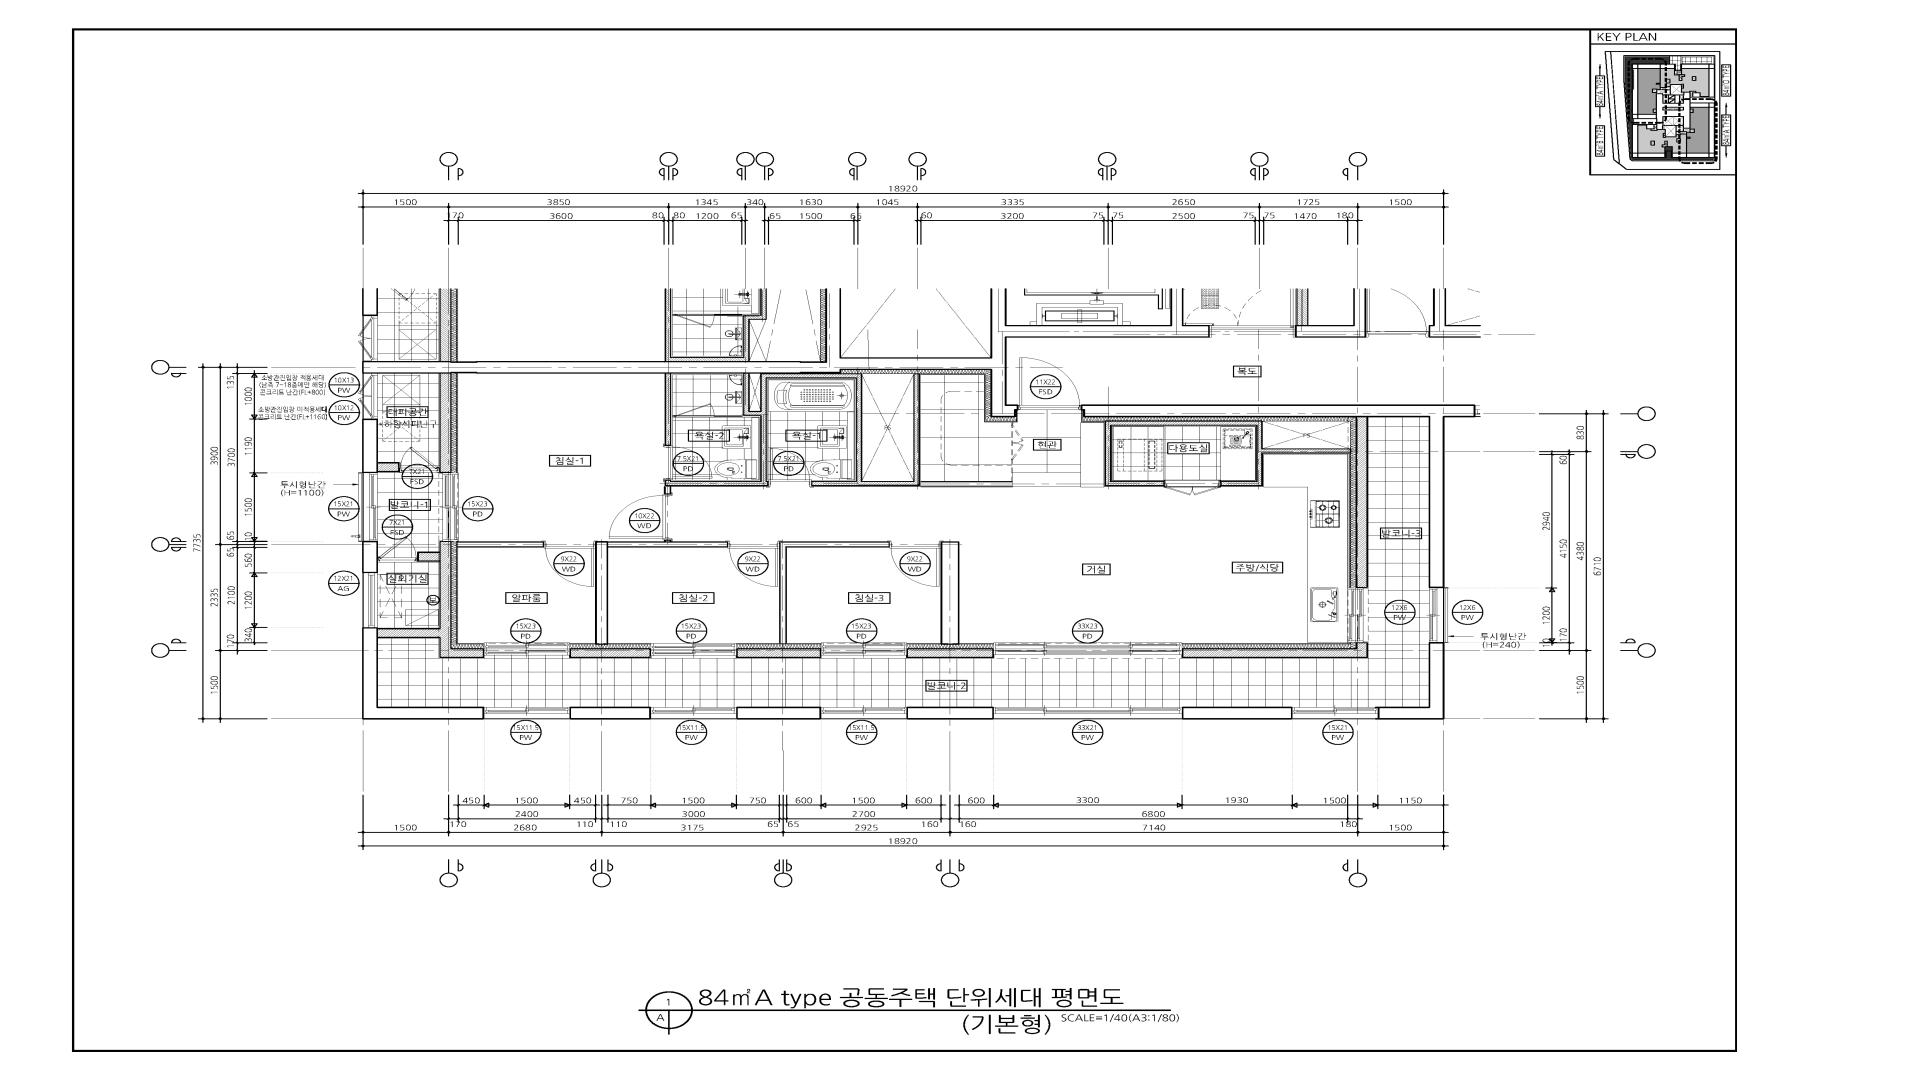 KEY PLAN
84㎡A TYPE
84㎡D TYPE
84㎡B TYPE
84㎡A TYPE
18920
1500 3850 1345 340 1630 1045 3335 2650 1725 1500
170 3600 80 80 1200 65 65 1500 65 60 3200 75 75 2500 75 75 1470 180
소방관진입창 적용세대
(남측 7~18층에만 해당)
콘크리트 난간(FL+800)
10X13
PW
소방관진입창 미적용세대
콘크리트 난간(FL+1160)
10X12
PW
대피공간
*하향식피난구
복도
11X22
FSD
욕실-2
욕실-1
현관
다용도실
PS
침실-1
7.5X21
PD
7.5X21
PD
7X21
FSD
투시형난간
(H=1100)
15X21
PW
발코니-1
15X23
PD
7X21
FSD
10X22
WD
발코니-3
9X22
WD
9X22
WD
9X22
WD
거실
주방/식당
12X21
AG
실외기실
알파룸
침실-2
침실-3
12X6
PW
12X6
PW
15X23
PD
15X23
PD
15X23
PD
33X23
PD
투시형난간
(H=240)
발코니-2
15X11.5
PW
15X11.5
PW
15X11.5
PW
33X21
PW
15X21
PW
7735
3900 2335 1500
135 3700 65 65 2100 170
1000 1190 1500 10 560 1200 340
60 2940 1200
4150 170
830 4380 1500
6710
450 1500 450 750 1500 750 600 1500 600 600 3300 1930 1500 1150
2400 3000 2700 6800
1500 170 2680 110 110 3175 65 65 2925 160 160 7140 180 1500
18920
1
A
84㎡A type 공동주택 단위세대 평면도
(기본형) SCALE=1/40(A3:1/80)